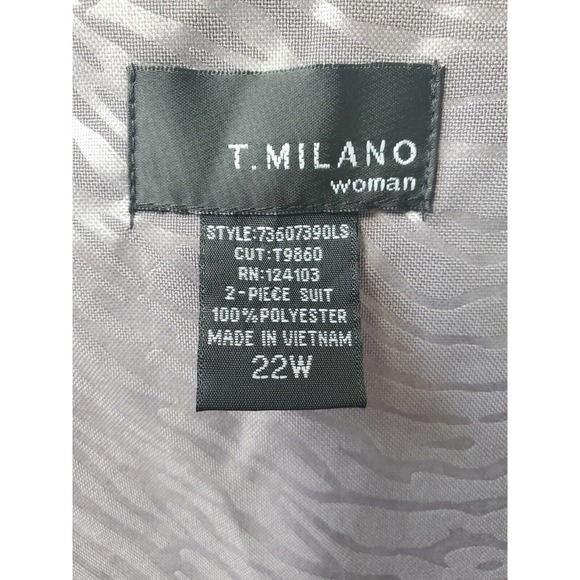 T.MILANO
woman
STYLE:73607390LS
CUT:T9860
RN:124103
2-PIECE SUIT
100%POLYESTER
MADE IN VIETNAM
22W